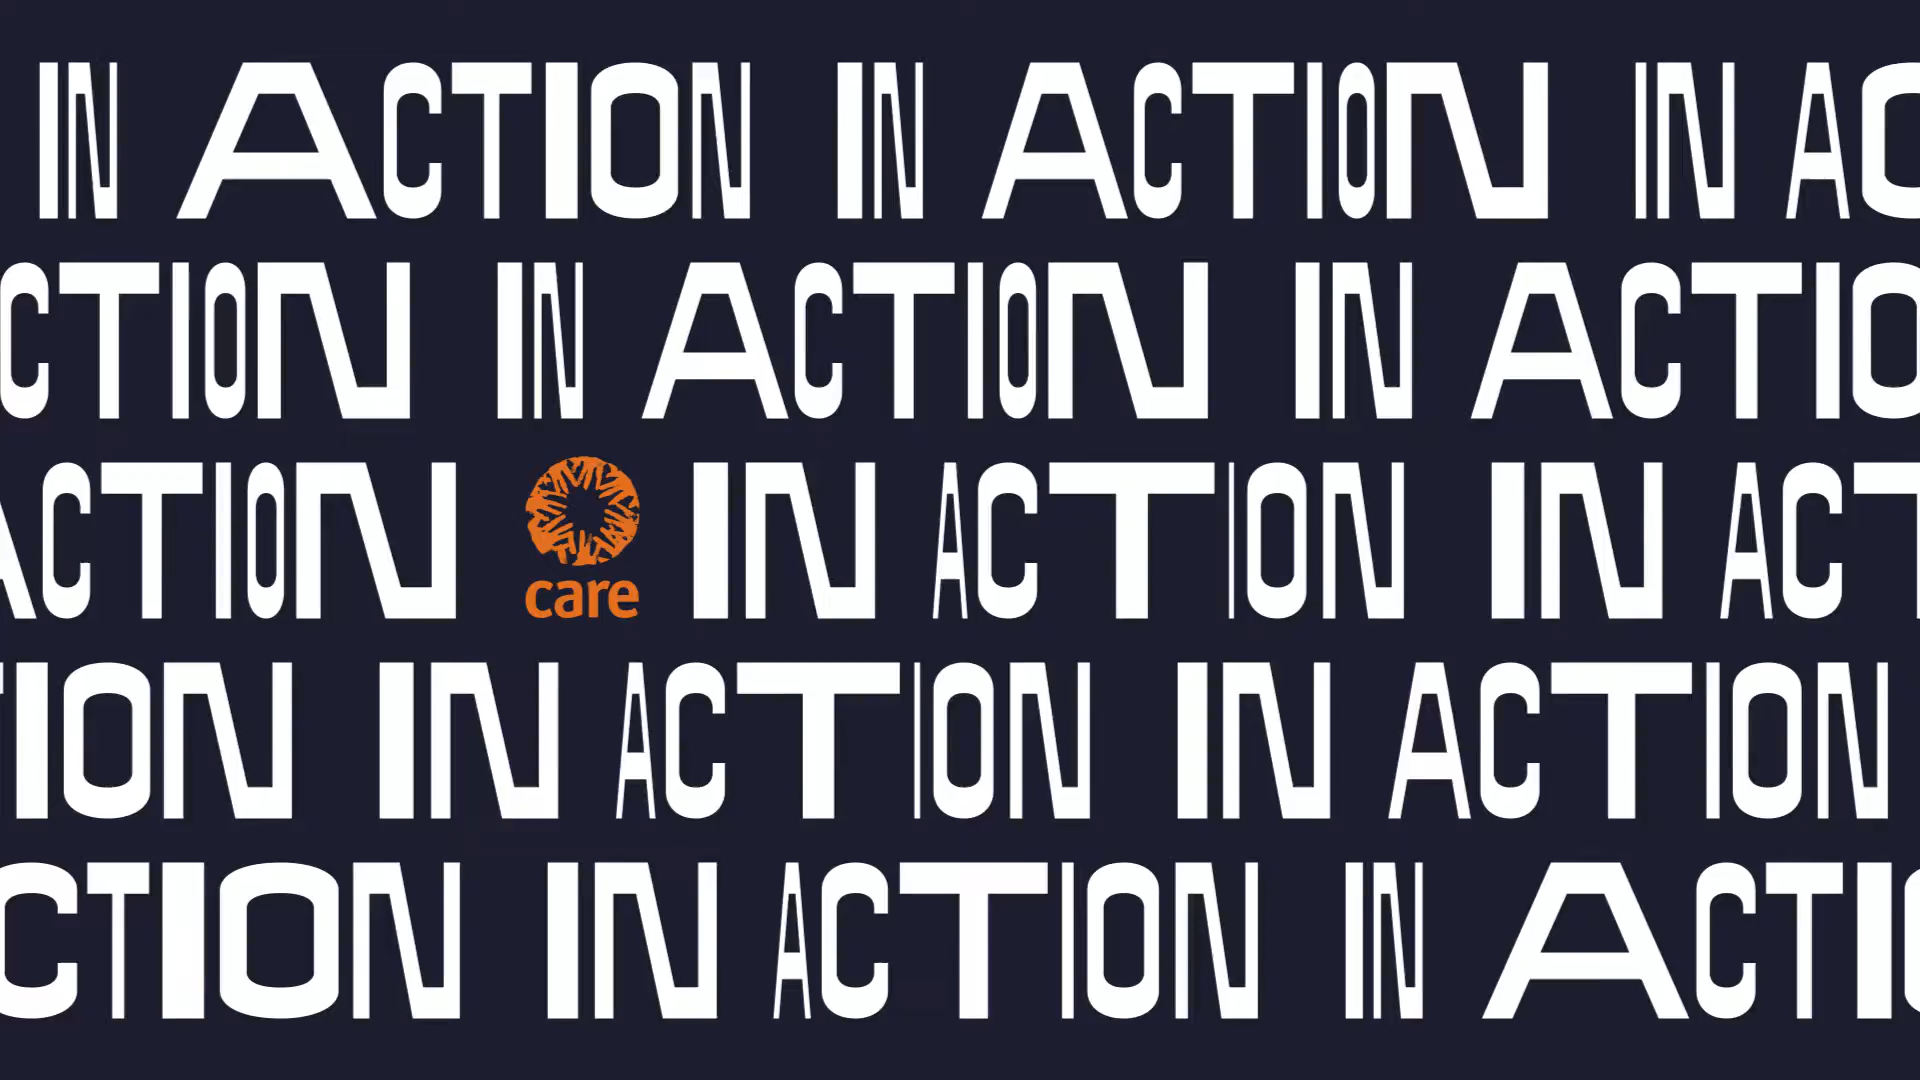 IN ACTION IN ACTION IN AC
CTION IN ACTION IN ACTIO
ACTION care IN ACTION IN ACT
TION IN ACTION IN ACTION
CTION IN ACTION IN ACTIO